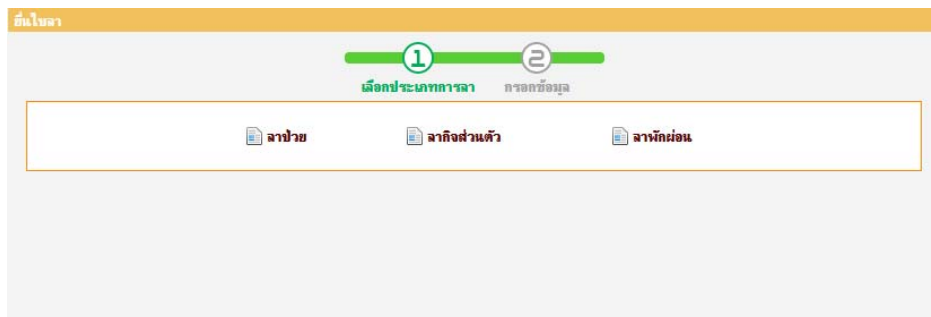 ยื่นใบลา
1 2
เลือกประเภทการลา กรอกข้อมูล
ลาป่วย ลากิจส่วนตัว ลาพักผ่อน